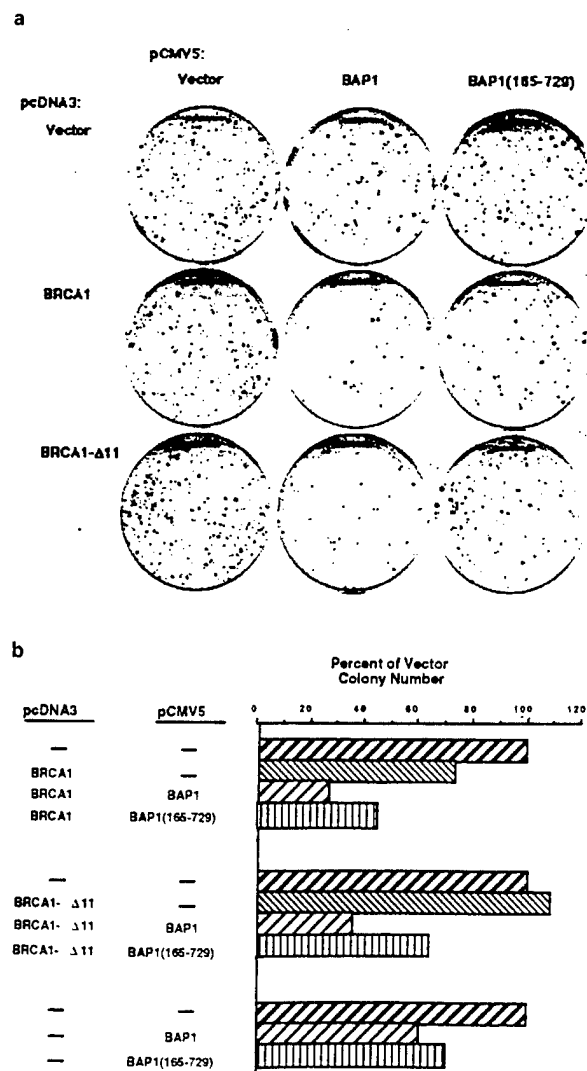 a
pCMV5:
Vector BAP1 BAP1(165-729)
pcDNA3:
Vector
BRCA1
BRCA1-Δ11
b
Percent of Vector
Colony Number
pcDNA3 pCMV5
0 20 40 60 80 100 120
— —
BRCA1 —
BRCA1 BAP1
BRCA1 BAP1(165-729)
— —
BRCA1- Δ11 —
BRCA1- Δ11 BAP1
BRCA1- Δ11 BAP1(165-729)
— —
— BAP1
— BAP1(165-729)